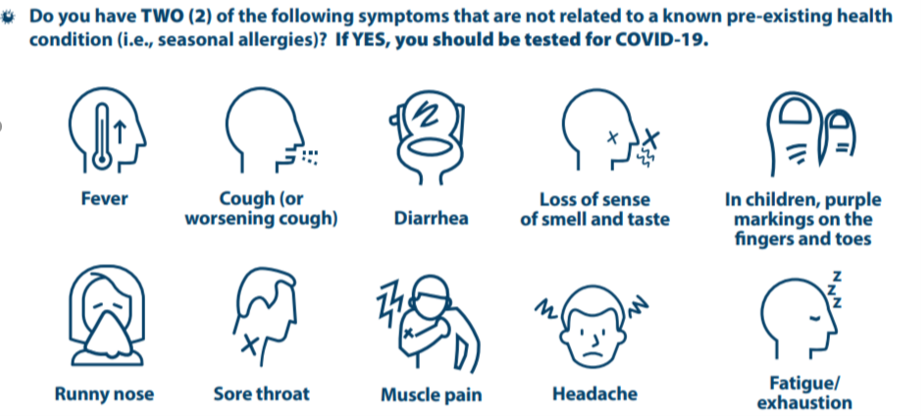 Do you have TWO (2) of the following symptoms that are not related to a known pre-existing health
condition (i.e., seasonal allergies)? If YES, you should be tested for COVID-19.
Fever
Cough (or
worsening cough)
Diarrhea
Loss of sense
of smell and taste
In children, purple
markings on the
fingers and toes
Runny nose
Sore throat
Muscle pain
Headache
z
z
z
Fatigue/
exhaustion